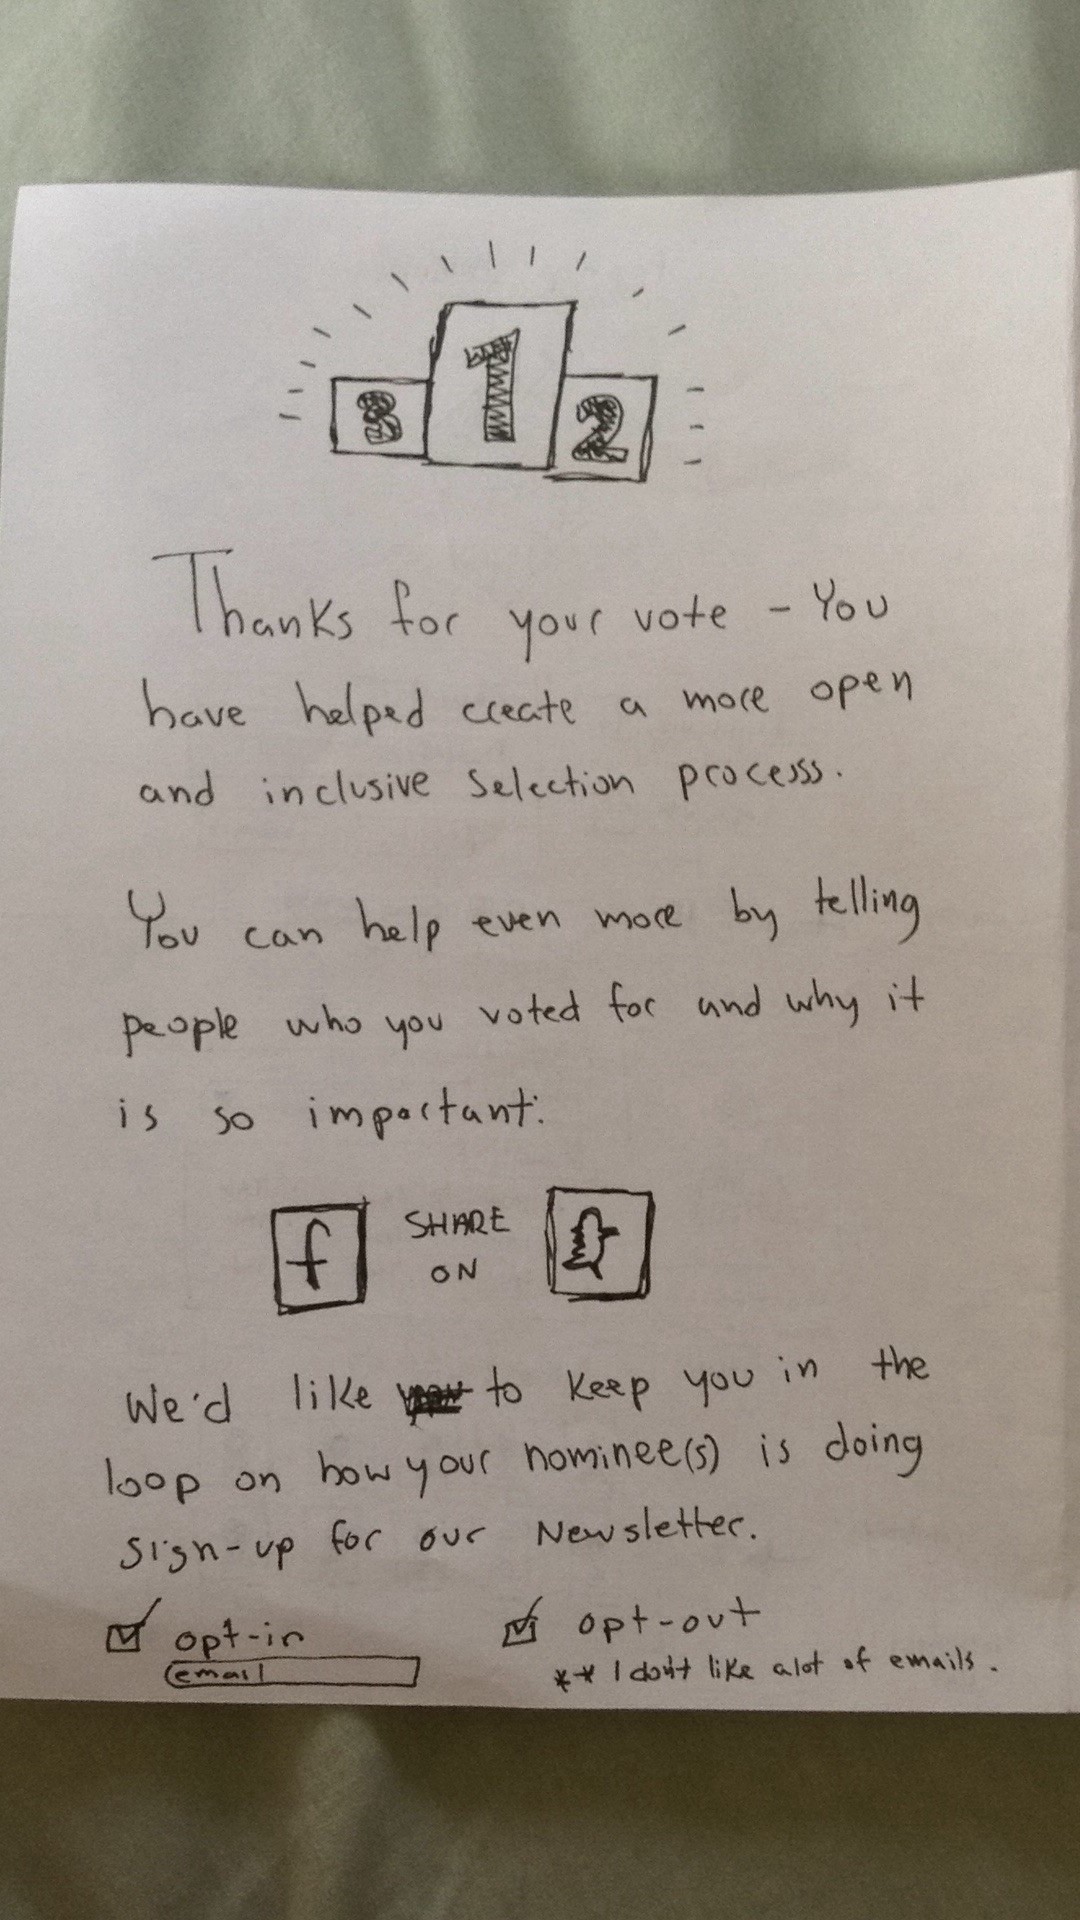 3 1 2
Thanks for your vote - You
have helped create a more open
and inclusive selection processs.
You can help even more by telling
people who you voted for and why it
is so important:
f SHARE
ON
We'd like to keep you in the
loop on how your nominee(s) is doing
sign-up for our Newsletter.
opt-in opt-out
email ** I don't like alot of emails.